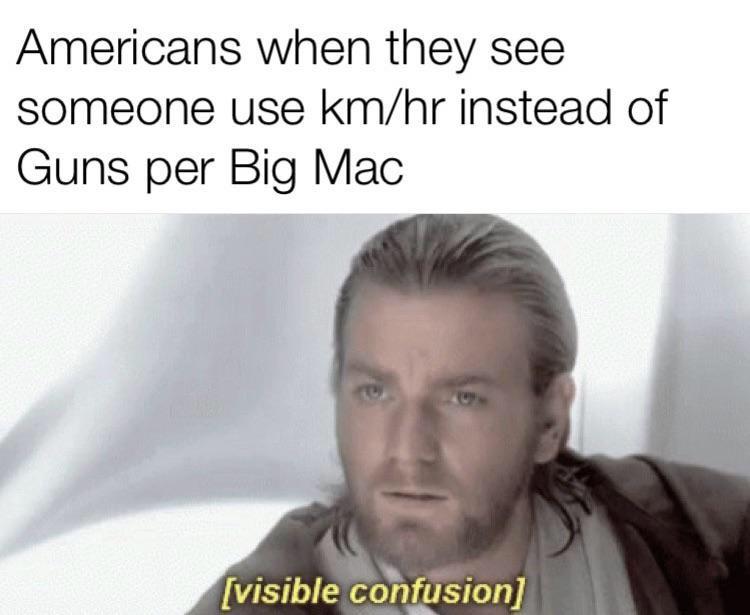 Americans when they see
someone use km/hr instead of
Guns per Big Mac
[visible confusion]